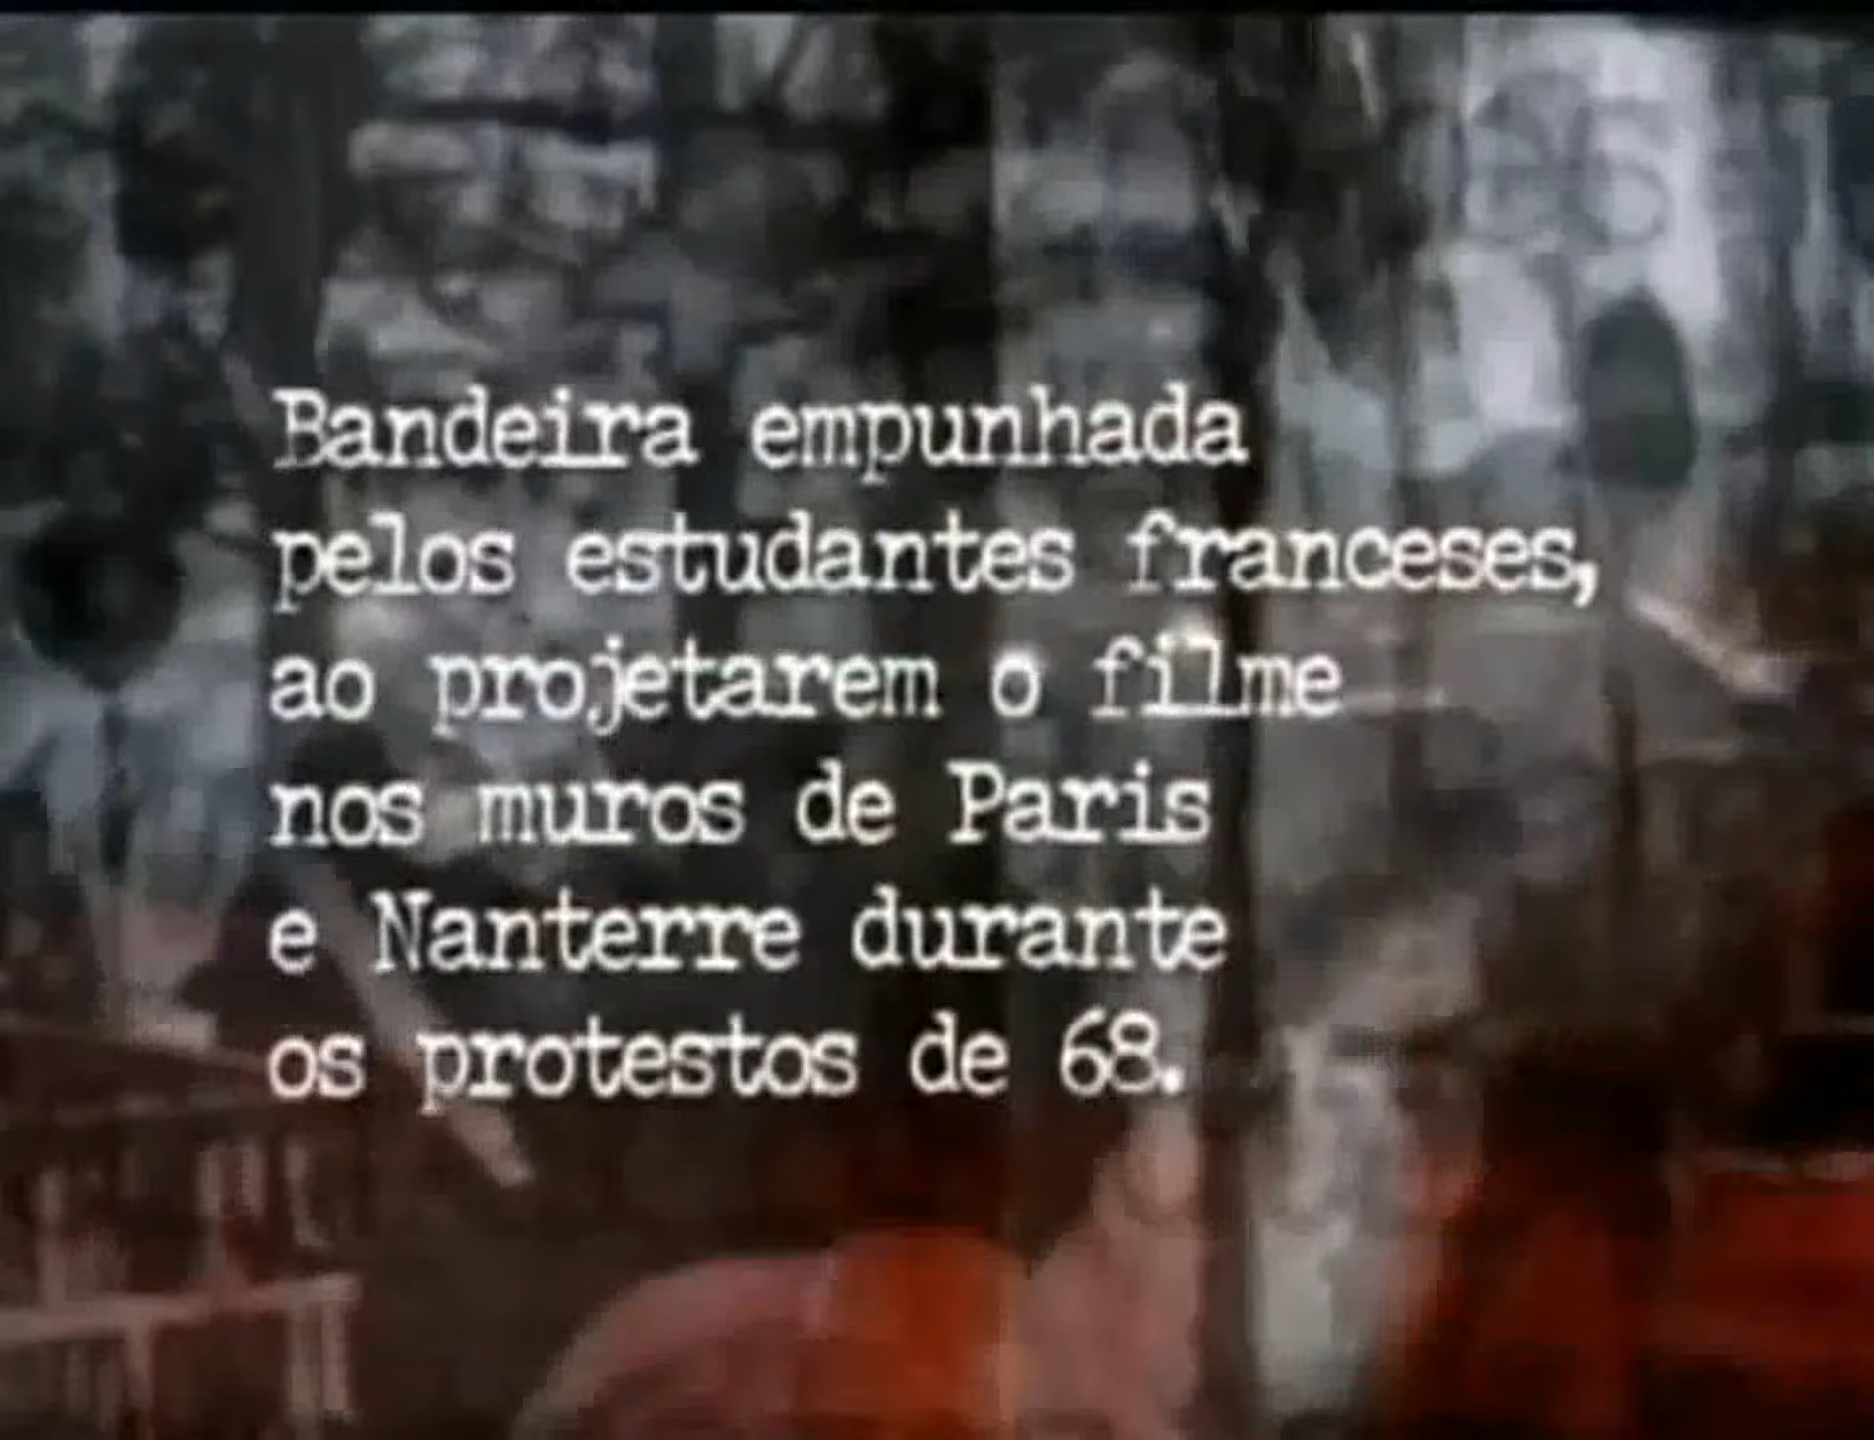 Bandeira empunhada
pelos estudantes franceses,
ao projetarem o filme
nos muros de Paris
e Nanterre durante
os protestos de 68.